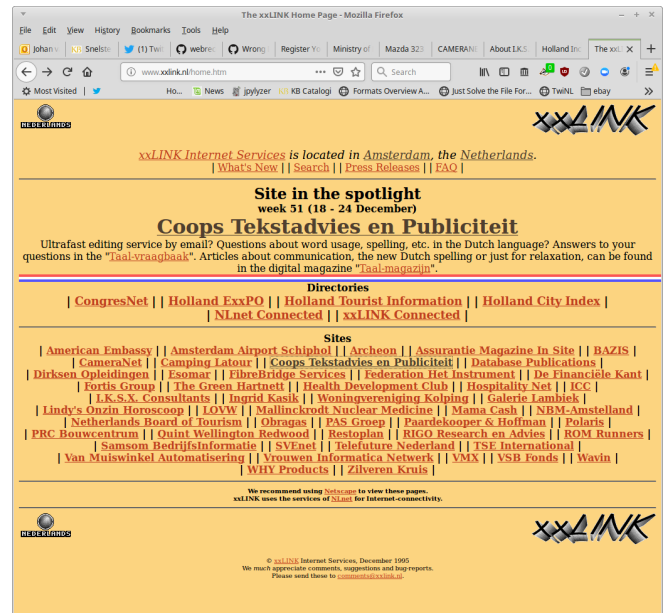 The xxLINK Home Page - Mozilla Firefox
File Edit View History Bookmarks Tools Help
Johan v Snelste (1) Twi webrec Wrong Register Yo Ministry of Mazda 323 CAMERANE About I.K.S. Holland Inc The xxL
www.xxlink.nl/home.htm Search
Most Visited Ho... News jpylyzer KB Catalogi Formats Overview A... Just Solve the File For... TwiNL ebay
NEDERLANDS
xxLINK
xxLINK Internet Services is located in Amsterdam, the Netherlands.
| What's New | | Search | | Press Releases | | FAQ |
Site in the spotlight
week 51 (18 - 24 December)
Coops Tekstadvies en Publiciteit
Ultrafast editing service by email? Questions about word usage, spelling, etc. in the Dutch language? Answers to your
questions in the "Taal-vraagbaak". Articles about communication, the new Dutch spelling or just for relaxation, can be found
in the digital magazine "Taal-magazijn".
Directories
| CongresNet | | Holland ExxPO | | Holland Tourist Information | | Holland City Index |
| NLnet Connected | | xxLINK Connected |
Sites
| American Embassy | | Amsterdam Airport Schiphol | | Archeon | | Assurantie Magazine In Site | | BAZIS |
| CameraNet | | Camping Latour | | Coops Tekstadvies en Publiciteit | | Database Publications |
| Dirksen Opleidingen | | Esomar | | FibreBridge Services | | Federation Het Instrument | | De Financiële Kant |
| Fortis Group | | The Green Hartnett | | Health Development Club | | Hospitality Net | | ICC |
| I.K.S.X. Consultants | | Ingrid Kasik | | Woningvereniging Kolping | | Galerie Lambiek |
| Lindy's Onzin Horoscoop | | LOVW | | Mallinckrodt Nuclear Medicine | | Mama Cash | | NBM-Amstelland |
| Netherlands Board of Tourism | | Obragas | | PAS Groep | | Paardekooper & Hoffman | | Polaris |
| PRC Bouwcentrum | | Quint Wellington Redwood | | Restoplan | | RIGO Research en Advies | | ROM Runners |
| Samsom BedrijfsInformatie | | SVEnet | | Telefuture Nederland | | TSE International |
| Van Muiswinkel Automatisering | | Vrouwen Informatica Netwerk | | VMX | | VSB Fonds | | Wavin |
| WHY Products | | Zilveren Kruis |
We recommend using Netscape to view these pages.
xxLINK uses the services of NLnet for Internet-connectivity.
NEDERLANDS
xxLINK
© xxLINK Internet Services, December 1995
We much appreciate comments, suggestions and bug-reports.
Please send these to comments@xxlink.nl.